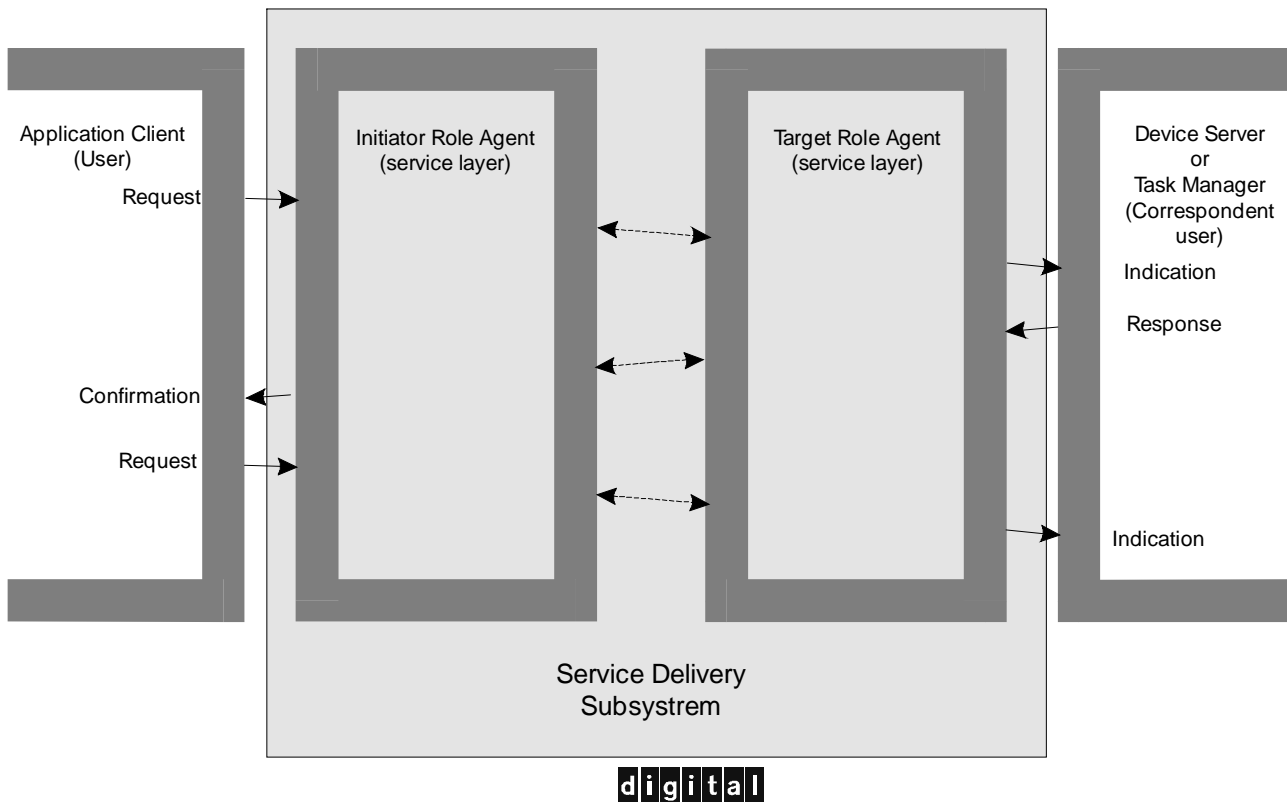 Application Client
(User)
Request
Confirmation
Request
Initiator Role Agent
(service layer)
Target Role Agent
(service layer)
Device Server
or
Task Manager
(Correspondent
user)
Indication
Response
Indication
Service Delivery
Subsystrem
digital